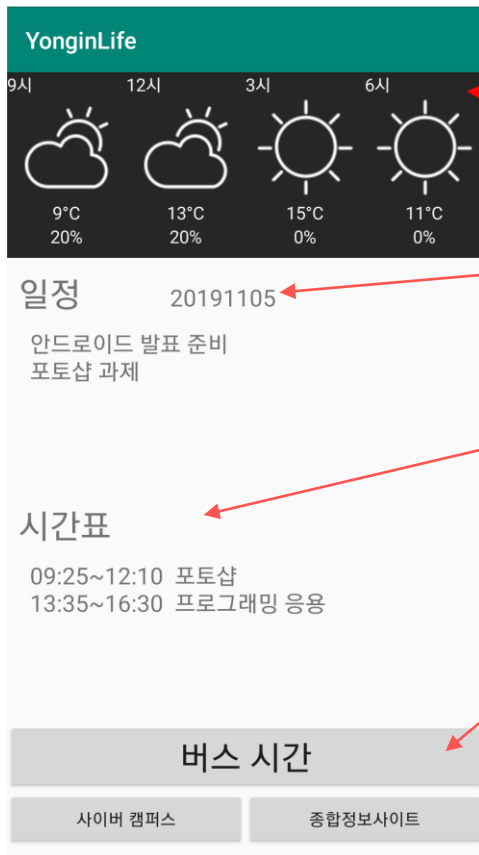 YonginLife
9시 12시 3시 6시
9°C 13°C 15°C 11°C
20% 20% 0% 0%
일정 20191105
안드로이드 발표 준비
포토샵 과제
시간표
09:25~12:10 포토샵
13:35~16:30 프로그래밍 응용
버스 시간
사이버 캠퍼스 종합정보사이트